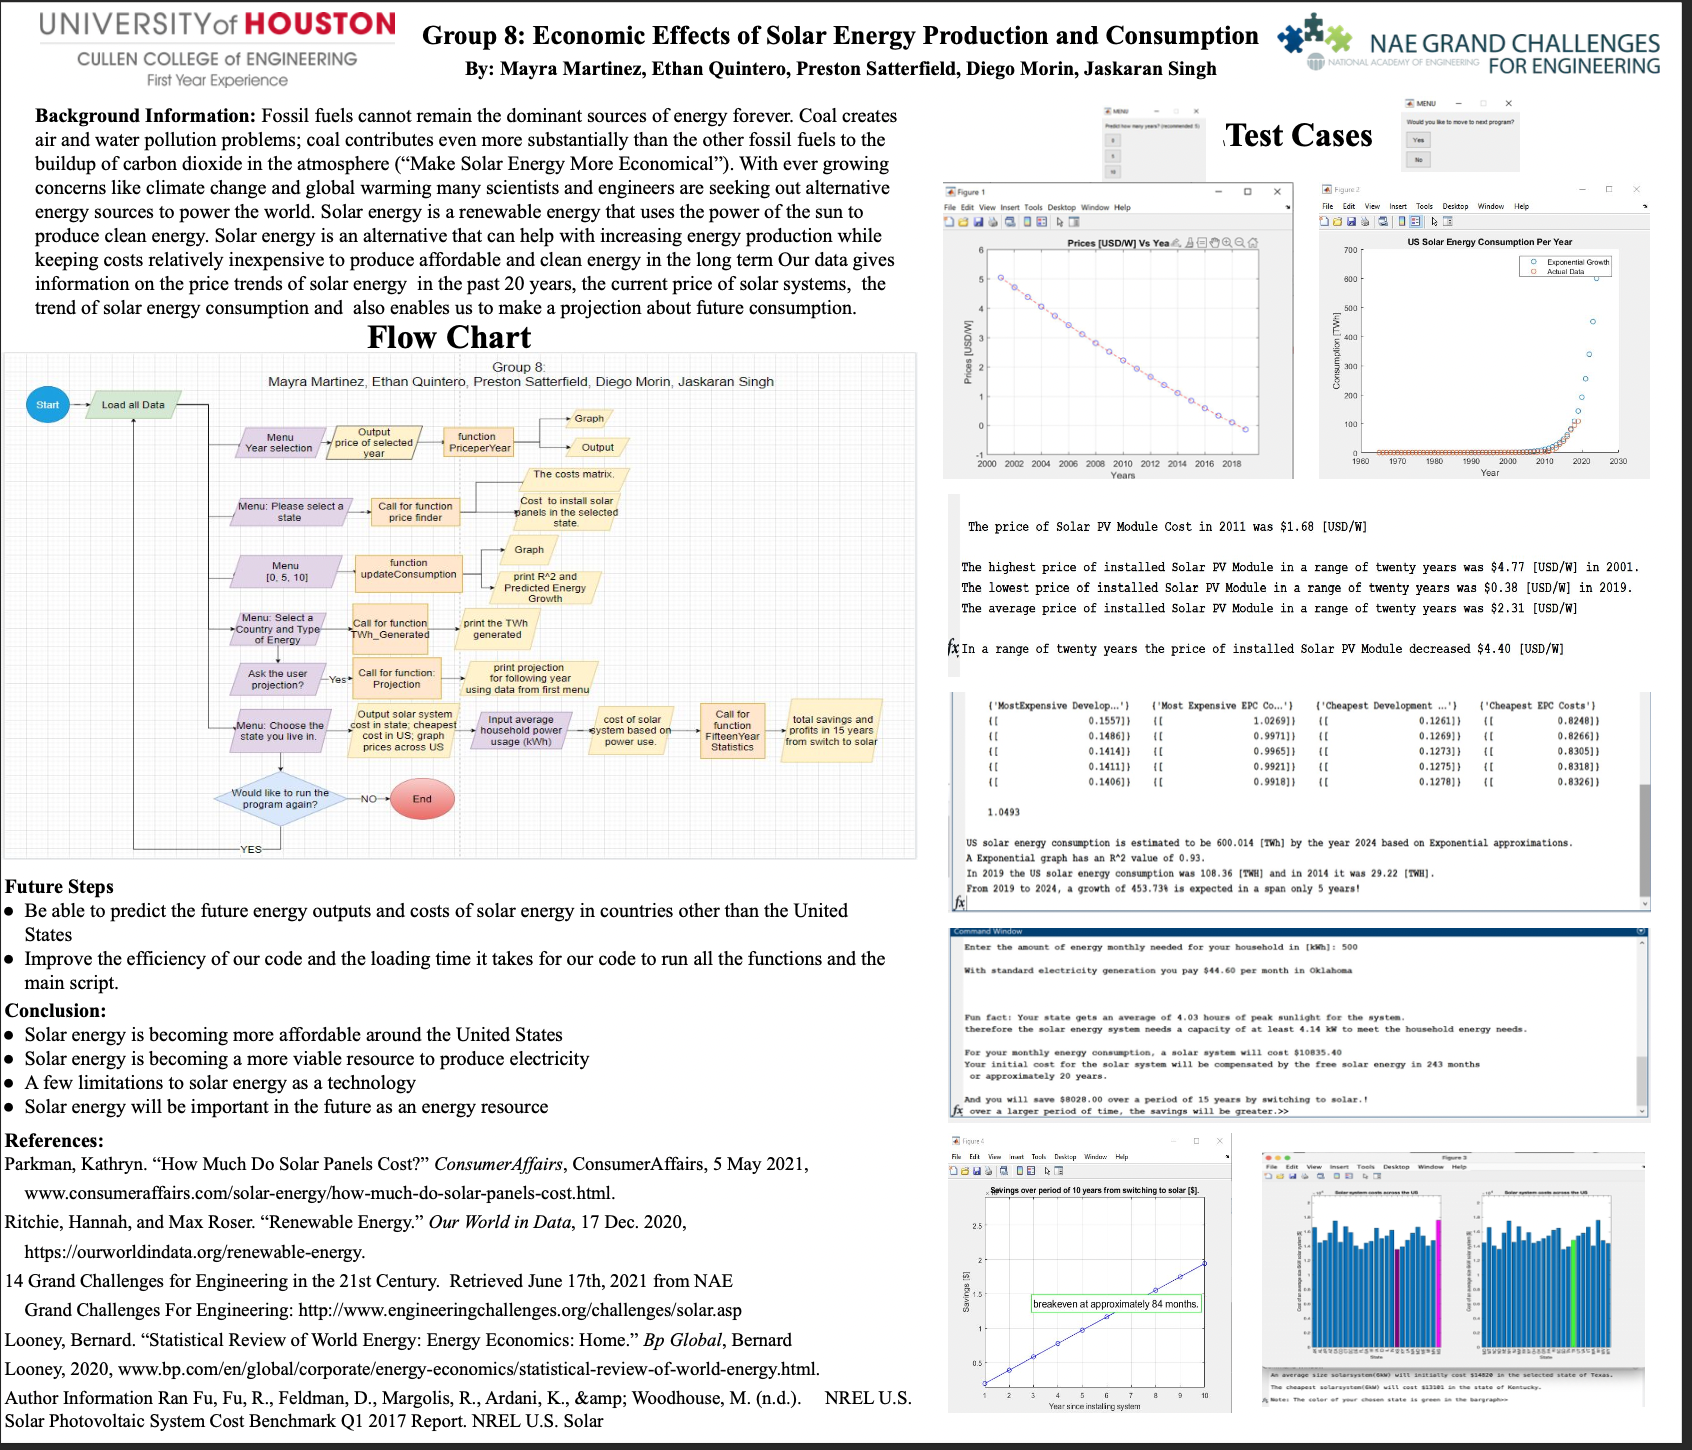 UNIVERSITYof HOUSTON
CULLEN COLLEGE of ENGINEERING
First Year Experience
Group 8: Economic Effects of Solar Energy Production and Consumption
By: Mayra Martinez, Ethan Quintero, Preston Satterfield, Diego Morin, Jaskaran Singh
NAE GRAND CHALLENGES
NATIONAL ACADEMY OF ENGINEERING
FOR ENGINEERING
Background Information: Fossil fuels cannot remain the dominant sources of energy forever. Coal creates
air and water pollution problems; coal contributes even more substantially than the other fossil fuels to the
buildup of carbon dioxide in the atmosphere (“Make Solar Energy More Economical”). With ever growing
concerns like climate change and global warming many scientists and engineers are seeking out alternative
energy sources to power the world. Solar energy is a renewable energy that uses the power of the sun to
produce clean energy. Solar energy is an alternative that can help with increasing energy production while
keeping costs relatively inexpensive to produce affordable and clean energy in the long term Our data gives
information on the price trends of solar energy in the past 20 years, the current price of solar systems, the
trend of solar energy consumption and also enables us to make a projection about future consumption.
Flow Chart
Group 8:
Mayra Martinez, Ethan Quintero, Preston Satterfield, Diego Morin, Jaskaran Singh
Start
Load all Data
Menu
Year selection
Output
price of selected
year
function
PriceperYear
Graph
Output
Menu: Please select a
state
Call for function
price finder
The costs matrix.
Cost to install solar
panels in the selected
state.
Menu
[0, 5, 10]
function
updateConsumption
Graph
print R^2 and
Predicted Energy
Growth
Menu: Select a
Country and Type
of Energy
Call for function
TWh_Generated
print the TWh
generated
Ask the user
projection?
Yes
Call for function:
Projection
print projection
for following year
using data from first menu
Menu: Choose the
state you live in.
Output solar system
cost in state; cheapest
cost in US; graph
prices across US
Input average
household power
usage (kWh)
cost of solar
system based on
power use.
Call for
function
FifteenYear
Statistics
total savings and
profits in 15 years
from switch to solar
Would like to run the
program again?
NO
End
YES
Future Steps
● Be able to predict the future energy outputs and costs of solar energy in countries other than the United
States
● Improve the efficiency of our code and the loading time it takes for our code to run all the functions and the
main script.
Conclusion:
● Solar energy is becoming more affordable around the United States
● Solar energy is becoming a more viable resource to produce electricity
● A few limitations to solar energy as a technology
● Solar energy will be important in the future as an energy resource
References:
Parkman, Kathryn. “How Much Do Solar Panels Cost?” ConsumerAffairs, ConsumerAffairs, 5 May 2021,
www.consumeraffairs.com/solar-energy/how-much-do-solar-panels-cost.html.
Ritchie, Hannah, and Max Roser. “Renewable Energy.” Our World in Data, 17 Dec. 2020,
https://ourworldindata.org/renewable-energy.
14 Grand Challenges for Engineering in the 21st Century. Retrieved June 17th, 2021 from NAE
Grand Challenges For Engineering: http://www.engineeringchallenges.org/challenges/solar.asp
Looney, Bernard. “Statistical Review of World Energy: Energy Economics: Home.” Bp Global, Bernard
Looney, 2020, www.bp.com/en/global/corporate/energy-economics/statistical-review-of-world-energy.html.
Author Information Ran Fu, Fu, R., Feldman, D., Margolis, R., Ardani, K., &amp; Woodhouse, M. (n.d.). NREL U.S.
Solar Photovoltaic System Cost Benchmark Q1 2017 Report. NREL U.S. Solar
MENU
Predict how many years? (recommended: 5)
0
5
10
Test Cases
MENU
Would you like to move to next program?
Yes
No
Figure 1
File Edit View Insert Tools Desktop Window Help
Prices [USD/W] Vs Yea
Prices [USD/W]
6
5
4
3
2
1
0
-1
2000 2002 2004 2006 2008 2010 2012 2014 2016 2018
Years
Figure 2
File Edit View Insert Tools Desktop Window Help
US Solar Energy Consumption Per Year
Exponential Growth
Actual Data
Consumption [TWh]
700
600
500
400
300
200
100
0
1960 1970 1980 1990 2000 2010 2020 2030
Year
The price of Solar PV Module Cost in 2011 was $1.68 [USD/W]
The highest price of installed Solar PV Module in a range of twenty years was $4.77 [USD/W] in 2001.
The lowest price of installed Solar PV Module in a range of twenty years was $0.38 [USD/W] in 2019.
The average price of installed Solar PV Module in a range of twenty years was $2.31 [USD/W]
fx In a range of twenty years the price of installed Solar PV Module decreased $4.40 [USD/W]
{'MostExpensive Develop...'} {'Most Expensive EPC Co...'} {'Cheapest Development ...'} {'Cheapest EPC Costs'}
{[ 0.1557]} {[ 1.0269]} {[ 0.1261]} {[ 0.8248]}
{[ 0.1486]} {[ 0.9971]} {[ 0.1269]} {[ 0.8266]}
{[ 0.1414]} {[ 0.9965]} {[ 0.1273]} {[ 0.8305]}
{[ 0.1411]} {[ 0.9921]} {[ 0.1275]} {[ 0.8318]}
{[ 0.1406]} {[ 0.9918]} {[ 0.1278]} {[ 0.8326]}
1.0493
US solar energy consumption is estimated to be 600.014 [TWh] by the year 2024 based on Exponential approximations.
A Exponential graph has an R^2 value of 0.93.
In 2019 the US solar energy consumption was 108.36 [TWH] and in 2014 it was 29.22 [TWH].
From 2019 to 2024, a growth of 453.73% is expected in a span only 5 years!
fx
Command Window
Enter the amount of energy monthly needed for your household in [kWh]: 500
With standard electricity generation you pay $44.60 per month in Oklahoma
Fun fact: Your state gets an average of 4.03 hours of peak sunlight for the system.
therefore the solar energy system needs a capacity of at least 4.14 kW to meet the household energy needs.
For your monthly energy consumption, a solar system will cost $10835.40
Your initial cost for the solar system will be compensated by the free solar energy in 243 months
or approximately 20 years.
And you will save $8028.00 over a period of 15 years by switching to solar.!
fx over a larger period of time, the savings will be greater.>>
Figure 4
File Edit View Insert Tools Desktop Window Help
Savings over period of 10 years from switching to solar [$].
Savings [$]
2.5
2
1.5
1
0.5
breakeven at approximately 84 months.
1 2 3 4 5 6 7 8 9 10
Year since installing system
Figure 3
File Edit View Insert Tools Desktop Window Help
Solar system costs across the US
Solar system costs across the US
States
States
An average size solarsystem(6kW) will initially cost $14820 in the selected state of Texas.
The cheapest solarsystem(6kW) will cost $13101 in the state of Kentucky.
fx Note: The color of your chosen state is green in the bargraph>>